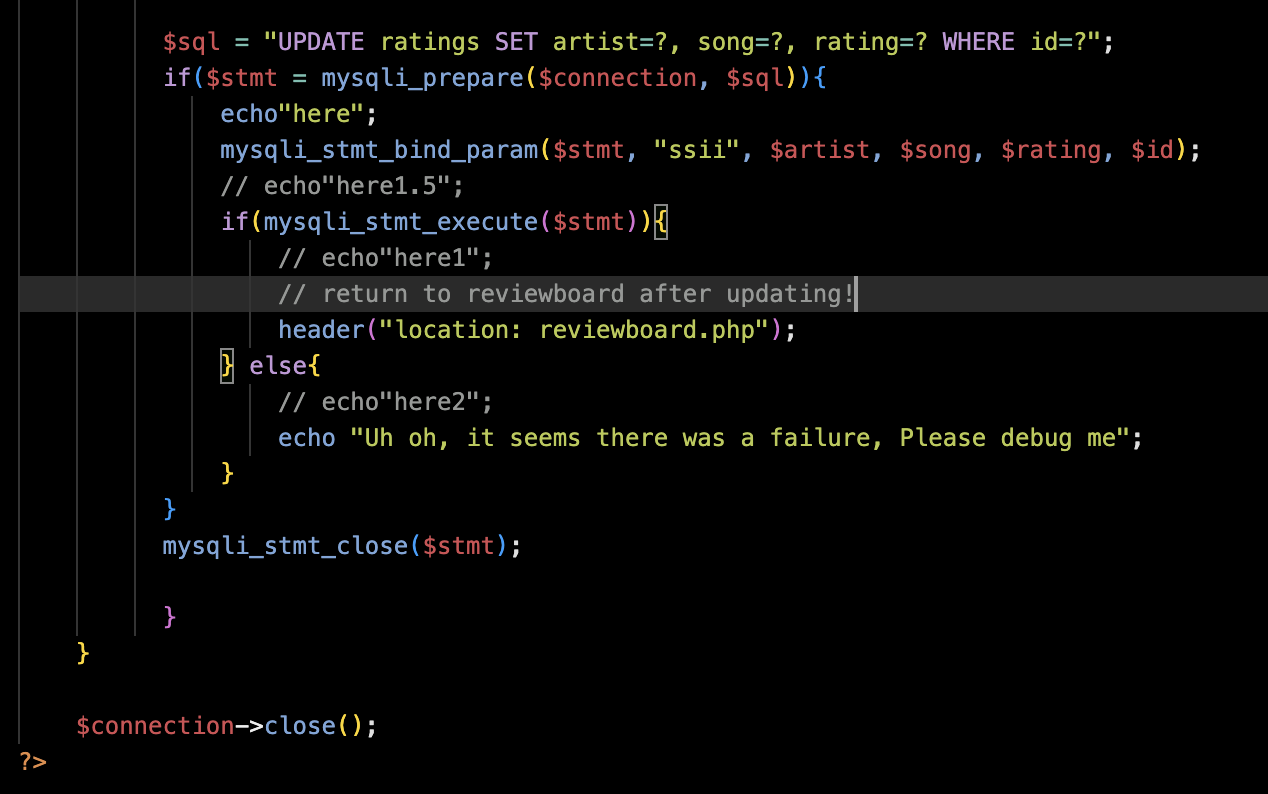 $sql = "UPDATE ratings SET artist=?, song=?, rating=? WHERE id=?";
if($stmt = mysqli_prepare($connection, $sql)){
echo"here";
mysqli_stmt_bind_param($stmt, "ssii", $artist, $song, $rating, $id);
// echo"here1.5";
if(mysqli_stmt_execute($stmt)){
// echo"here1";
// return to reviewboard after updating!
header("location: reviewboard.php");
} else{
// echo"here2";
echo "Uh oh, it seems there was a failure, Please debug me";
}
}
mysqli_stmt_close($stmt);
}
}
$connection->close();
?>